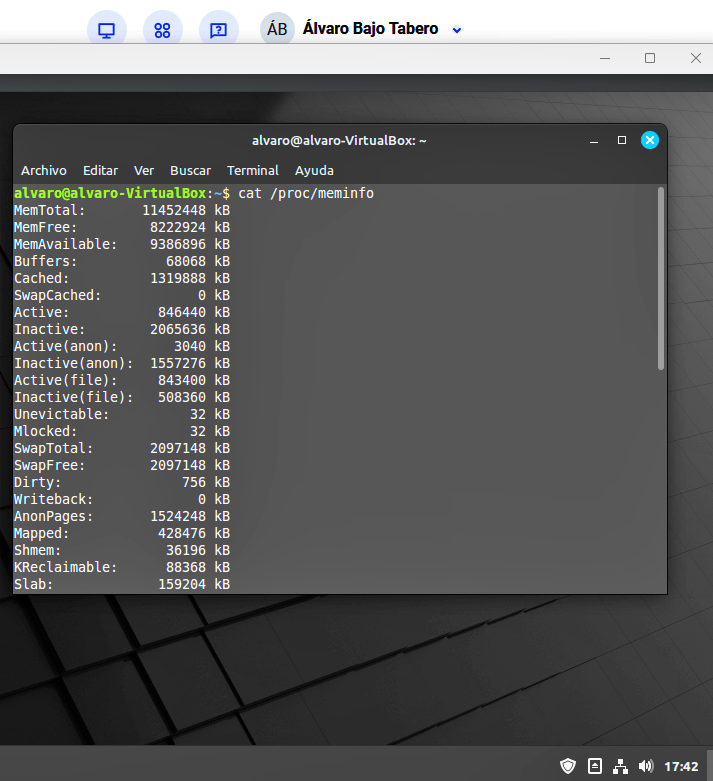 ÁB Álvaro Bajo Tabero
alvaro@alvaro-VirtualBox: ~
Archivo Editar Ver Buscar Terminal Ayuda
alvaro@alvaro-VirtualBox:~$ cat /proc/meminfo
MemTotal: 11452448 kB
MemFree: 8222924 kB
MemAvailable: 9386896 kB
Buffers: 68068 kB
Cached: 1319888 kB
SwapCached: 0 kB
Active: 846440 kB
Inactive: 2065636 kB
Active(anon): 3040 kB
Inactive(anon): 1557276 kB
Active(file): 843400 kB
Inactive(file): 508360 kB
Unevictable: 32 kB
Mlocked: 32 kB
SwapTotal: 2097148 kB
SwapFree: 2097148 kB
Dirty: 756 kB
Writeback: 0 kB
AnonPages: 1524248 kB
Mapped: 428476 kB
Shmem: 36196 kB
KReclaimable: 88368 kB
Slab: 159204 kB
17:42